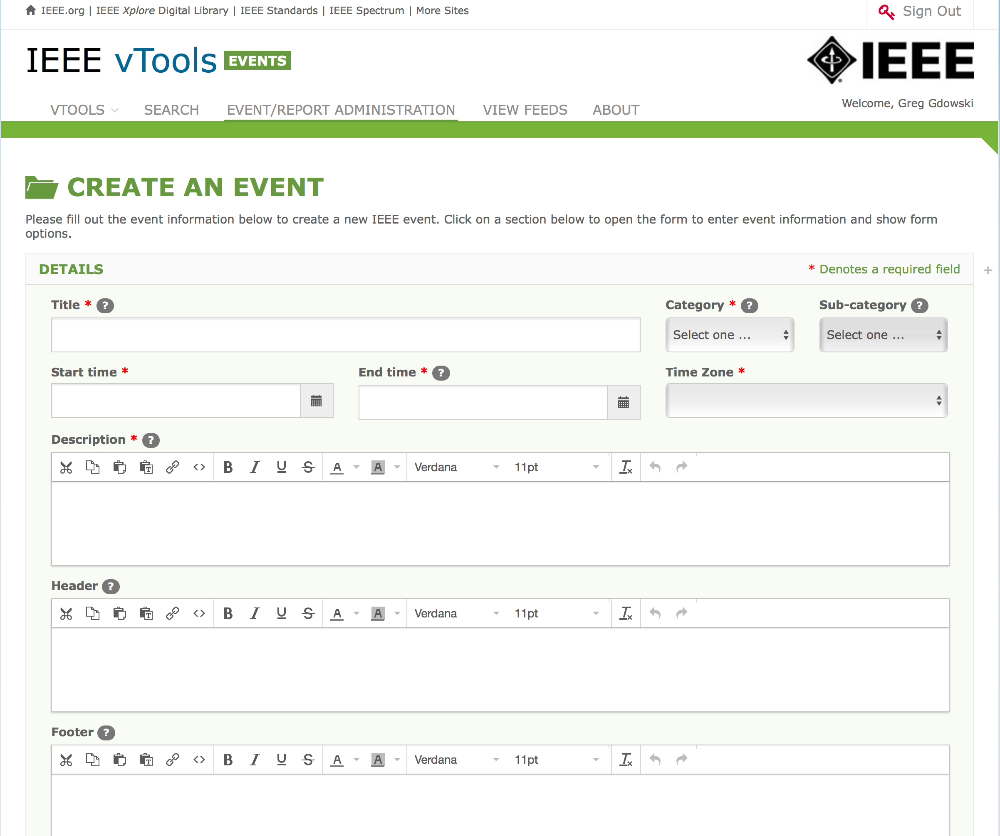 IEEE.org | IEEE Xplore Digital Library | IEEE Standards | IEEE Spectrum | More Sites
Sign Out
IEEE vTools EVENTS
IEEE
Welcome, Greg Gdowski
VTOOLS SEARCH EVENT/REPORT ADMINISTRATION VIEW FEEDS ABOUT
CREATE AN EVENT
Please fill out the event information below to create a new IEEE event. Click on a section below to open the form to enter event information and show form
options.
DETAILS
* Denotes a required field +
Title * ? Category * ? Sub-category ?
Select one ... Select one ...
Start time * End time * ? Time Zone *
Description * ?
B I U S A A Verdana 11pt
Header ?
B I U S A A Verdana 11pt
Footer ?
B I U S A A Verdana 11pt